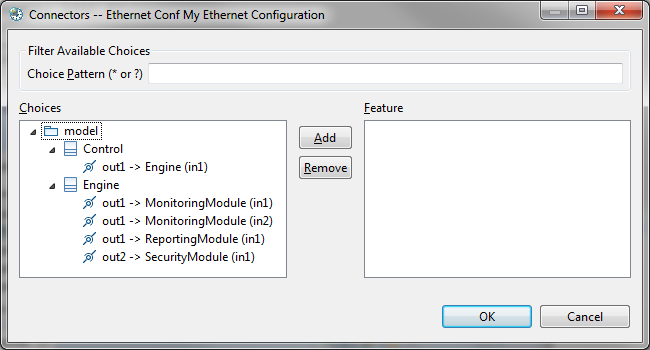 Connectors -- Ethernet Conf My Ethernet Configuration
Filter Available Choices
Choice Pattern (* or ?)
Choices
model
Control
out1 -> Engine (in1)
Engine
out1 -> MonitoringModule (in1)
out1 -> MonitoringModule (in2)
out1 -> ReportingModule (in1)
out2 -> SecurityModule (in1)
Add
Remove
Feature
OK
Cancel